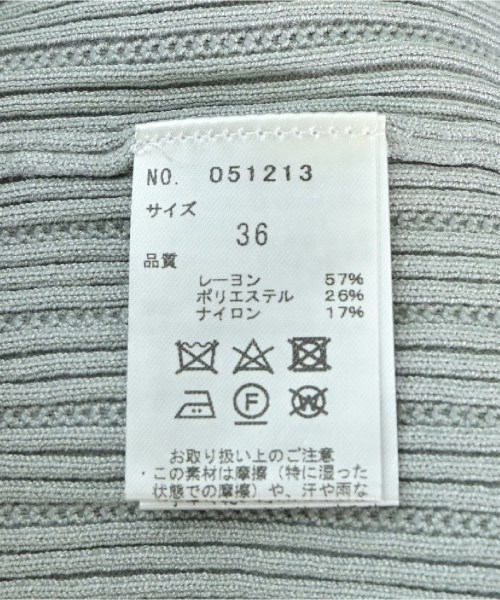 NO. 051213
サイズ
36
品質
レーヨン 57%
ポリエステル 26%
ナイロン 17%
F
W
お取り扱い上のご注意
・この素材は摩擦（特に湿った
状態での摩擦）や、汗や雨な